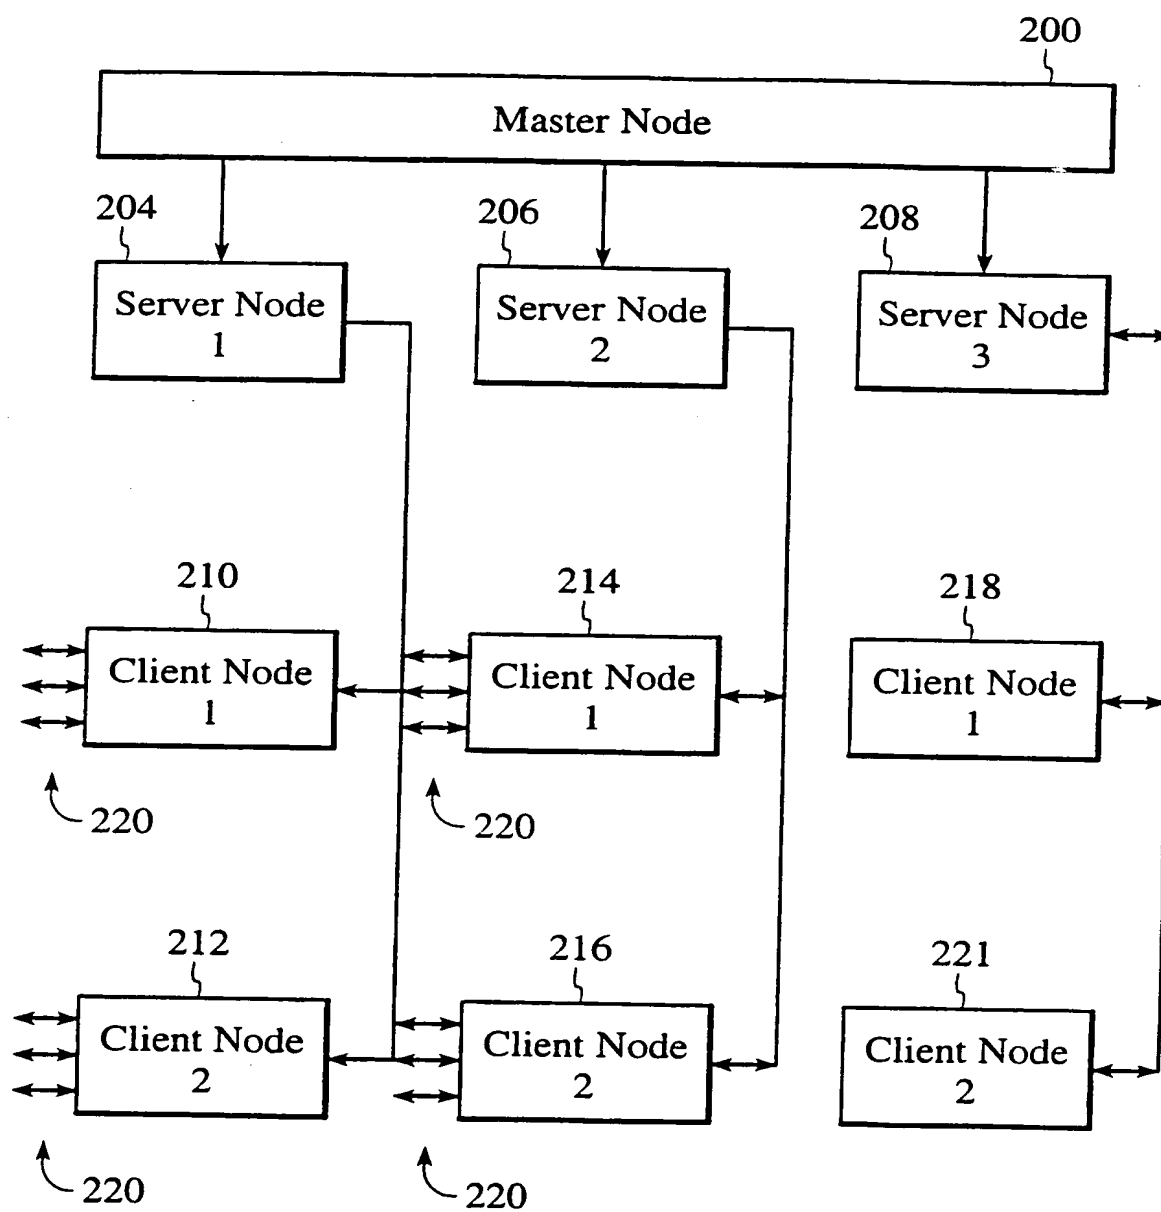 200
Master Node
204
206
208
Server Node
1
Server Node
2
Server Node
3
210
214
218
Client Node
1
Client Node
1
Client Node
1
220
220
212
216
221
Client Node
2
Client Node
2
Client Node
2
220
220